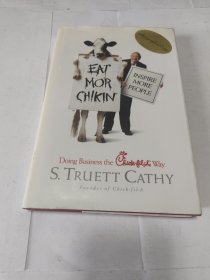 EAT
MOR
CHIKIN
INSPIRE
MORE
PEOPLE
Doing Business the Chick-fil-A Way
S. TRUETT CATHY
Founder of Chick-fil-A